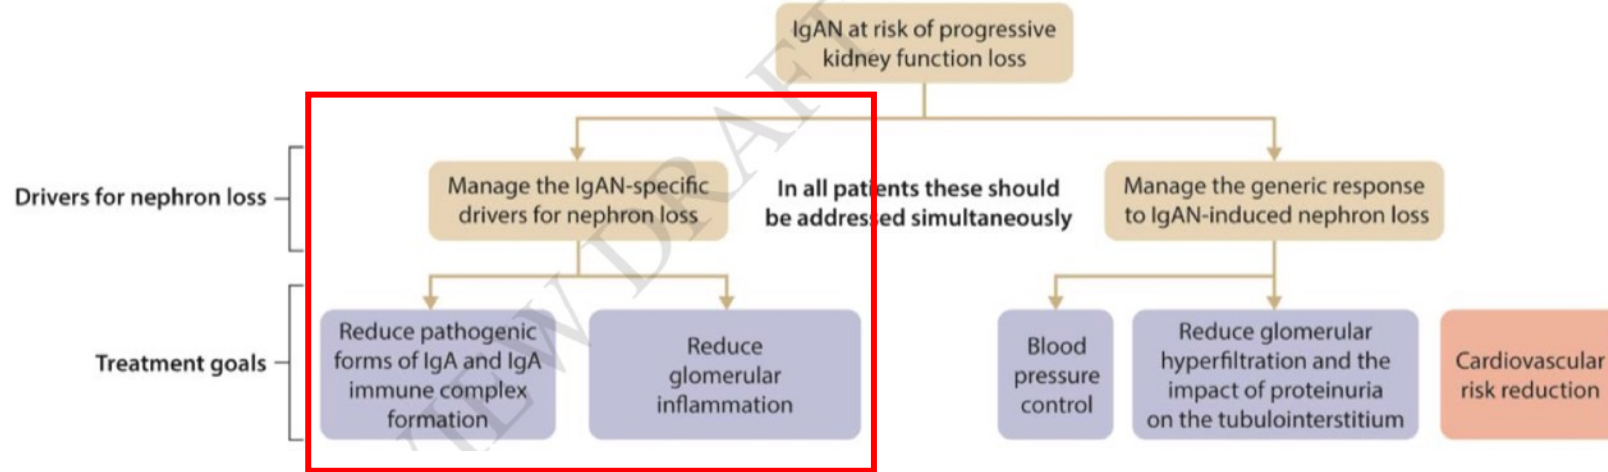 IgAN at risk of progressive
kidney function loss
Drivers for nephron loss
Manage the IgAN-specific
drivers for nephron loss
In all patients these should
be addressed simultaneously
Manage the generic response
to IgAN-induced nephron loss
Treatment goals
Reduce pathogenic
forms of IgA and IgA
immune complex
formation
Reduce
glomerular
inflammation
Blood
pressure
control
Reduce glomerular
hyperfiltration and the
impact of proteinuria
on the tubulointerstitium
Cardiovascular
risk reduction
VIEW DRAFT